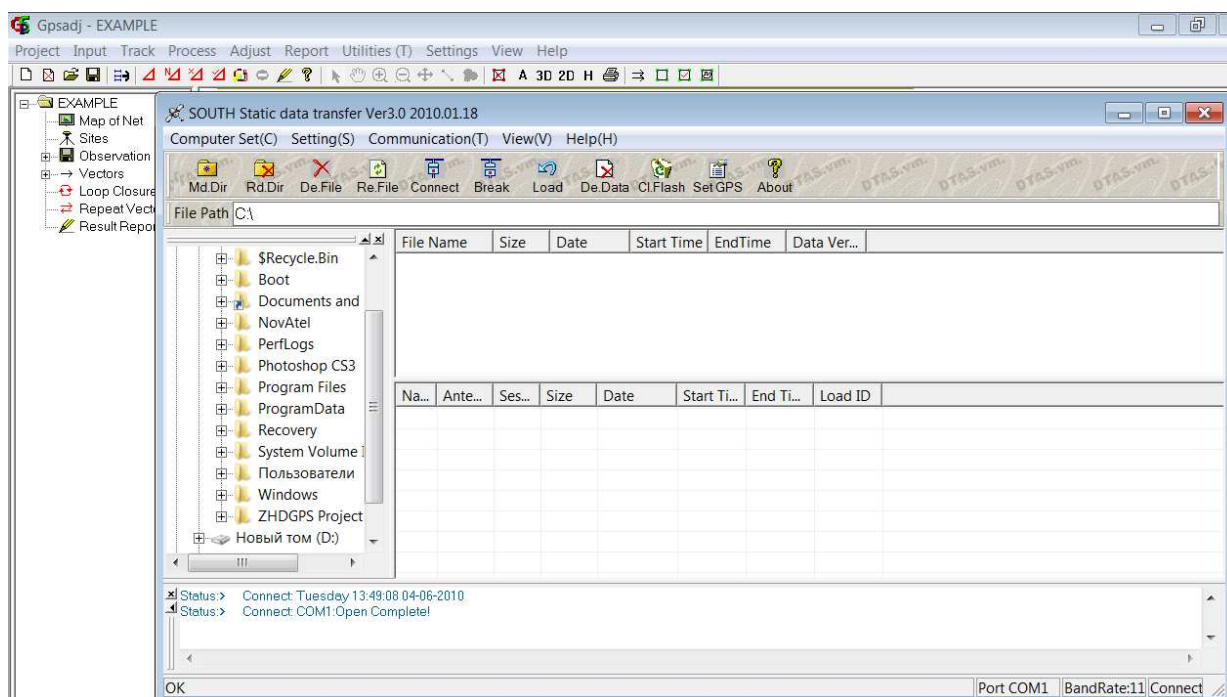 Gpsadj - EXAMPLE
Project Input Track Process Adjust Report Utilities (T) Settings View Help
A 3D 2D H
EXAMPLE
Map of Net
Sites
Observation
Vectors
Loop Closure
Repeat Vect
Result Repor
SOUTH Static data transfer Ver3.0 2010.01.18
Computer Set(C) Setting(S) Communication(T) View(V) Help(H)
Md.Dir Rd.Dir De.File Re.File Connect Break Load De.Data Cl.Flash SetGPS About
File Path C:\
$Recycle.Bin
Boot
Documents and
NovAtel
PerfLogs
Photoshop CS3
Program Files
ProgramData
Recovery
System Volume I
Пользователи
Windows
ZHDGPS Project
Новый том (D:)
File Name Size Date Start Time EndTime Data Ver...
Na... Ante... Ses... Size Date Start Ti... End Ti... Load ID
Status:> Connect: Tuesday 13:49:08 04-06-2010
Status:> Connect: COM1:Open Complete!
OK Port COM1 BandRate:11 Connect